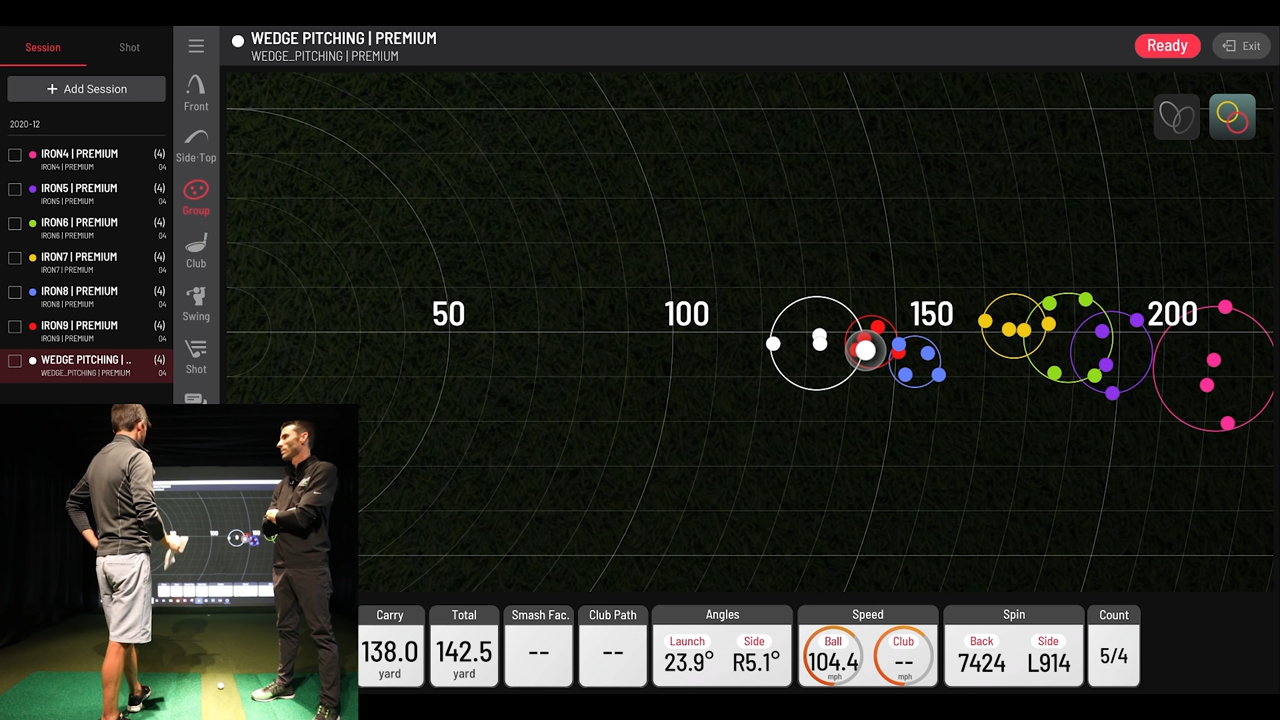 Session
Shot
+ Add Session
2020-12
IRON4 | PREMIUM (4)
IRON4 | PREMIUM 04
IRON5 | PREMIUM (4)
IRON5 | PREMIUM 04
IRON6 | PREMIUM (4)
IRON6 | PREMIUM 04
IRON7 | PREMIUM (4)
IRON7 | PREMIUM 04
IRON8 | PREMIUM (4)
IRON8 | PREMIUM 04
IRON9 | PREMIUM (4)
IRON9 | PREMIUM 04
WEDGE PITCHING | .. (4)
WEDGE_PITCHING | PREMIUM 04
Front
Side·Top
Group
Club
Swing
Shot
WEDGE PITCHING | PREMIUM
WEDGE_PITCHING | PREMIUM
Ready
Exit
50
100
150
200
Carry
138.0
yard
Total
142.5
yard
Smash Fac.
--
Club Path
--
Angles
Launch
23.9°
Side
R5.1°
Speed
Ball
104.4
mph
Club
--
mph
Spin
Back
7424
Side
L914
Count
5/4